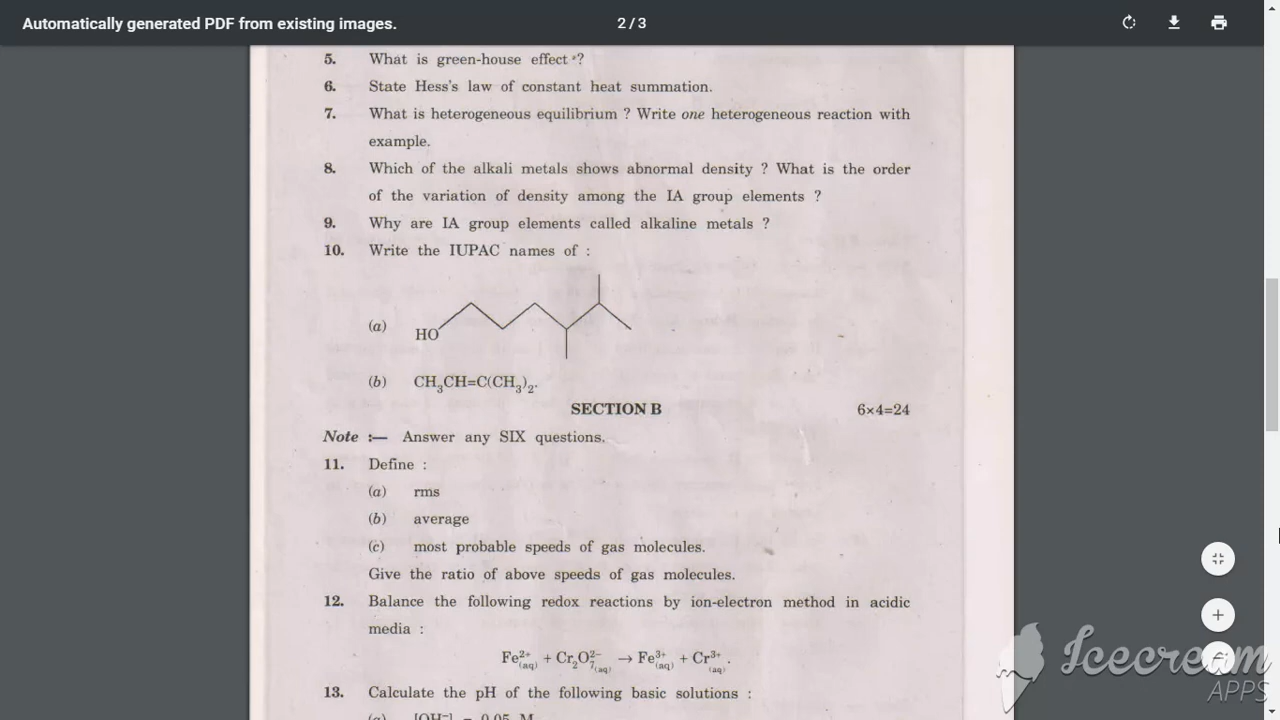 Automatically generated PDF from existing images.
2 / 3
5. What is green-house effect ?
6. State Hess's law of constant heat summation.
7. What is heterogeneous equilibrium ? Write one heterogeneous reaction with
example.
8. Which of the alkali metals shows abnormal density ? What is the order
of the variation of density among the IA group elements ?
9. Why are IA group elements called alkaline metals ?
10. Write the IUPAC names of :
(a) HO
(b) CH₃CH=C(CH₃)₂.
SECTION B 6×4=24
Note :— Answer any SIX questions.
11. Define :
(a) rms
(b) average
(c) most probable speeds of gas molecules.
Give the ratio of above speeds of gas molecules.
12. Balance the following redox reactions by ion-electron method in acidic
media :
Fe²⁺(aq) + Cr₂O₇²⁻(aq) → Fe³⁺(aq) + Cr³⁺(aq).
13. Calculate the pH of the following basic solutions :
(a) [OH⁻] = 0.05 M
Icecream
APPS